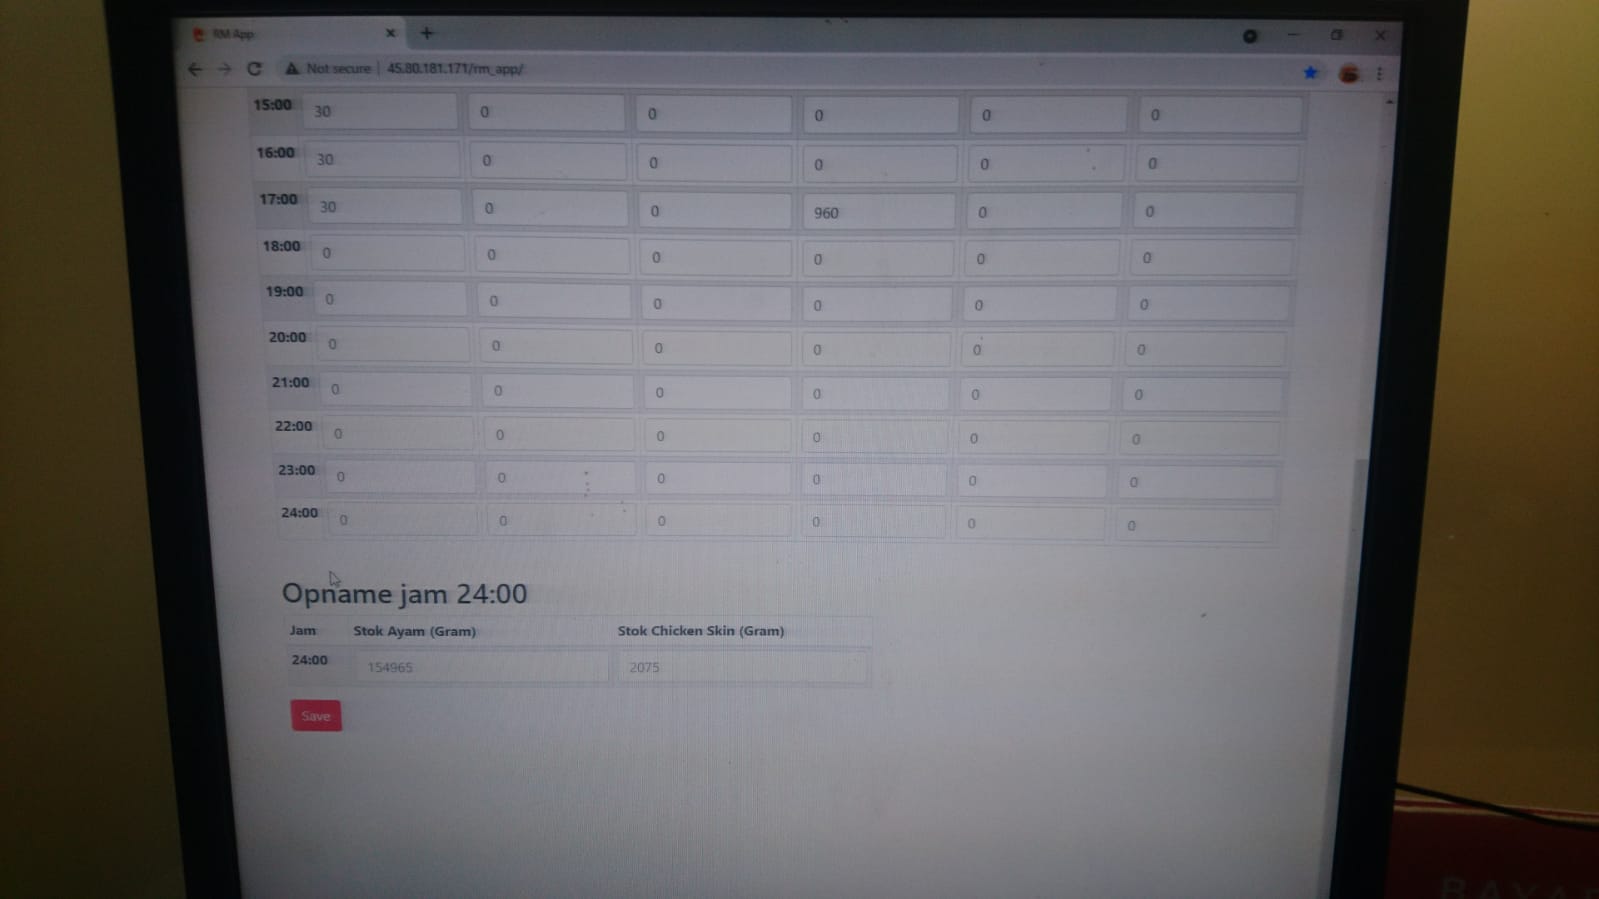 RM App
Not secure | 45.80.181.171/rm_app/
15:00 30 0 0 0 0 0
16:00 30 0 0 0 0 0
17:00 30 0 0 960 0 0
18:00 0 0 0 0 0 0
19:00 0 0 0 0 0 0
20:00 0 0 0 0 0 0
21:00 0 0 0 0 0 0
22:00 0 0 0 0 0 0
23:00 0 0 0 0 0 0
24:00 0 0 0 0 0 0
Opname jam 24:00
Jam Stok Ayam (Gram) Stok Chicken Skin (Gram)
24:00 154965 2075
Save